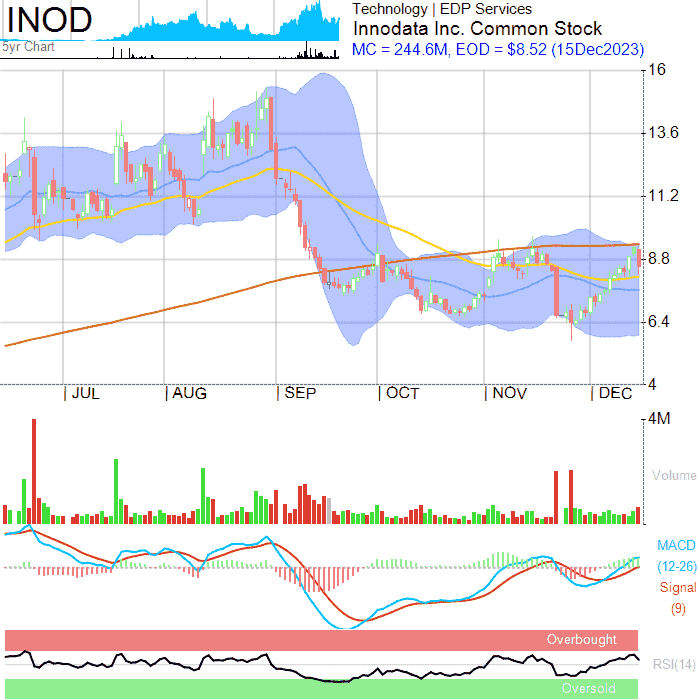 INOD
5yr Chart
Technology | EDP Services
Innodata Inc. Common Stock
MC = 244.6M, EOD = $8.52 (15Dec2023)
16
13.6
11.2
8.8
6.4
4
JUL AUG SEP OCT NOV DEC
4M
Volume
MACD
(12-26)
Signal
(9)
Overbought
RSI(14)
Oversold